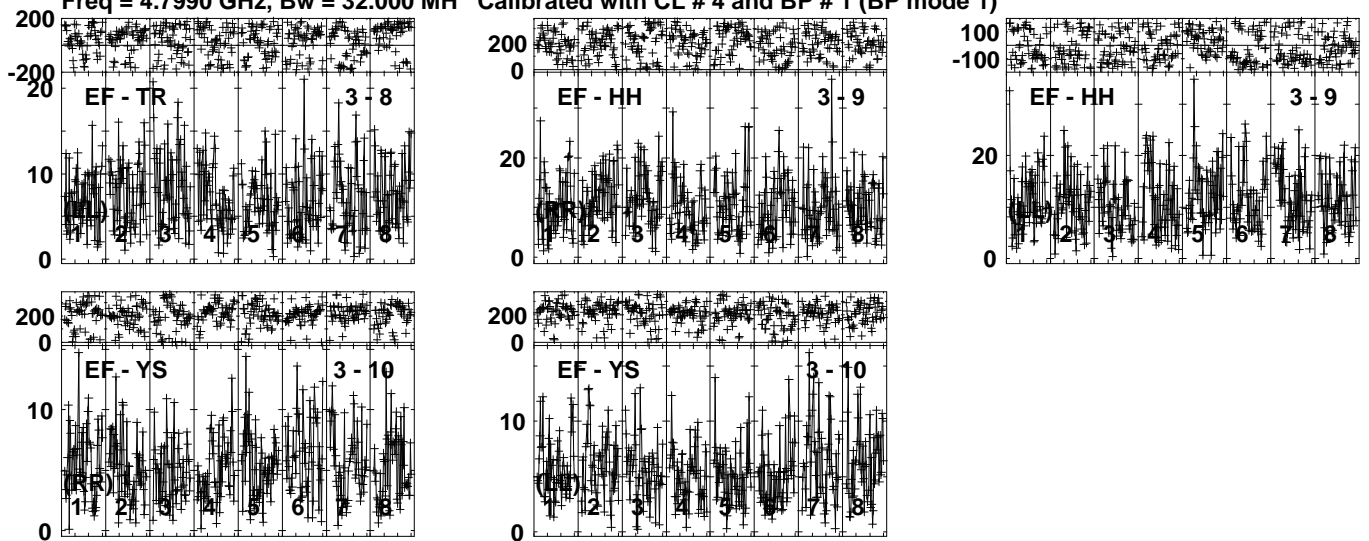 Freq = 4.7990 GHz, Bw = 32.000 MH Calibrated with CL # 4 and BP # 1 (BP mode 1)
200
-200
20
10
0
EF - TR 3 - 8
(LL)
1 2 3 4 5 6 7 8
200
0
20
0
EF - HH 3 - 9
(RR)
1 2 3 4 5 6 7 8
100
-100
20
0
EF - HH 3 - 9
(LL)
1 2 3 4 5 6 7 8
200
0
10
0
EF - YS 3 - 10
(RR)
1 2 3 4 5 6 7 8
200
0
10
0
EF - YS 3 - 10
(LL)
1 2 3 4 5 6 7 8